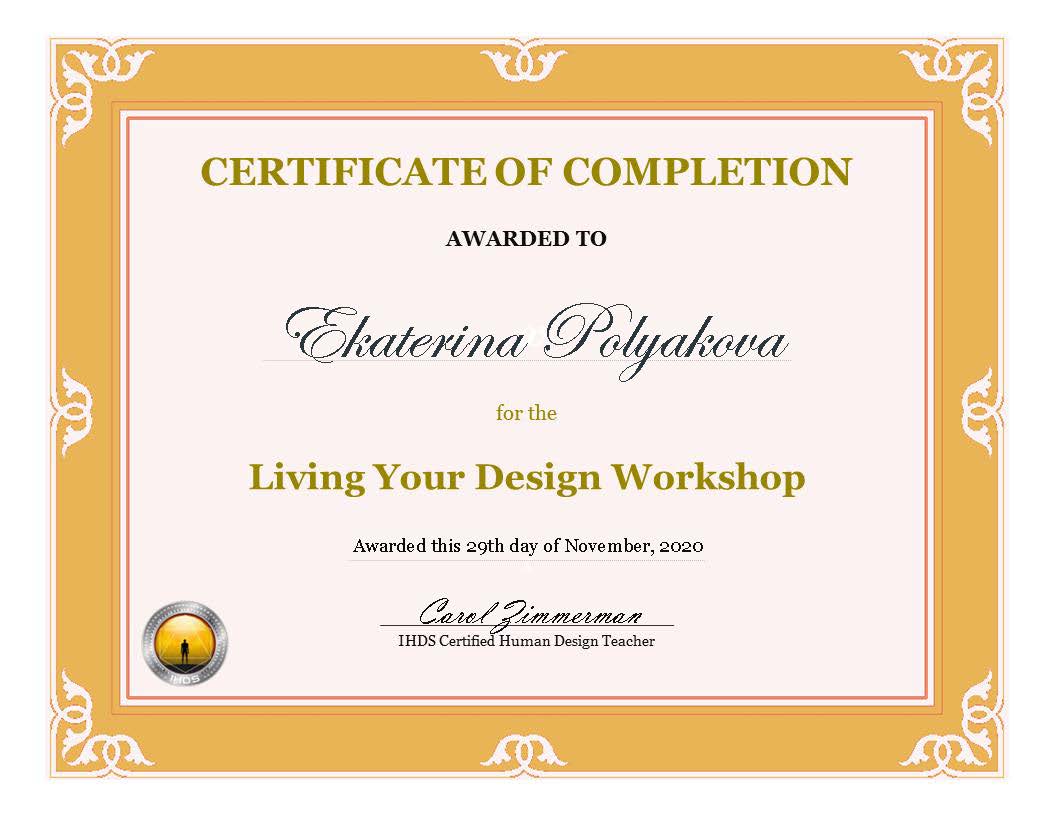 CERTIFICATE OF COMPLETION
AWARDED TO
Ekaterina Polyakova
for the
Living Your Design Workshop
Awarded this 29th day of November, 2020
Carol Zimmerman
IHDS Certified Human Design Teacher
IHDS